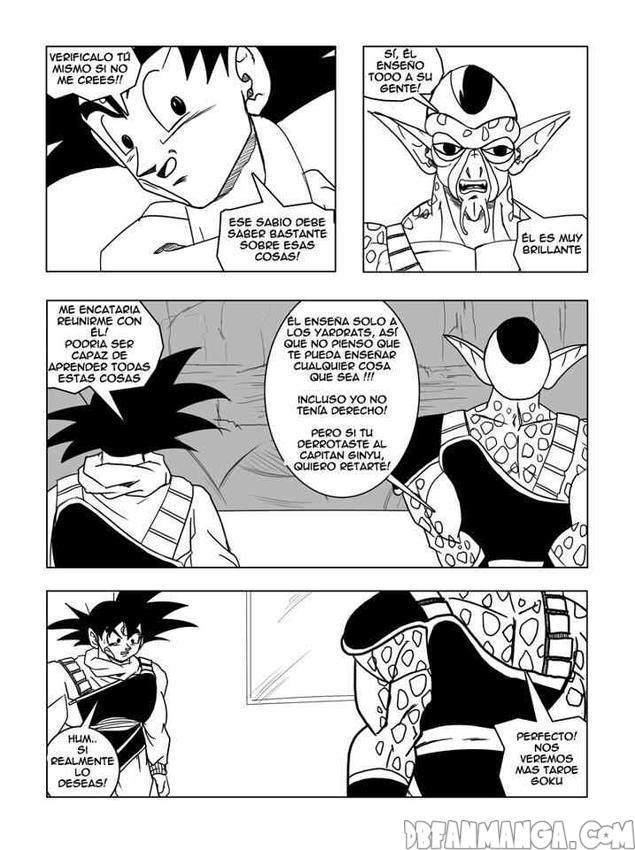 VERIFICALO TÚ
MISMO SI NO
ME CREES!!
ESE SABIO DEBE
SABER BASTANTE
SOBRE ESAS
COSAS!
SÍ, ÉL
ENSEÑO
TODO A SU
GENTE!
ÉL ES MUY
BRILLANTE
ME ENCATARIA
REUNIRME CON
ÉL!
PODRIA SER
CAPAZ DE
APRENDER TODAS
ESTAS COSAS
ÉL ENSEÑA SOLO A
LOS YARDRATS, ASÍ
QUE NO PIENSO QUE
TE PUEDA ENSEÑAR
CUALQUIER COSA
QUE SEA !!!
INCLUSO YO NO
TENÍA DERECHO!
PERO SI TU
DERROTASTE AL
CAPITAN GINYU,
QUIERO RETARTE!
HUM..
SI
REALMENTE
LO
DESEAS!
PERFECTO!
NOS
VEREMOS
MAS TARDE
GOKU
DBFANMANGA.COM